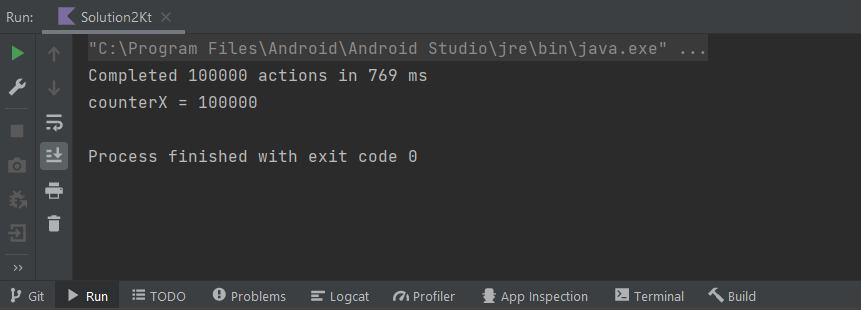 Run: Solution2Kt
"C:\Program Files\Android\Android Studio\jre\bin\java.exe" ...
Completed 100000 actions in 769 ms
counterX = 100000
Process finished with exit code 0
Git Run TODO Problems Logcat Profiler App Inspection Terminal Build